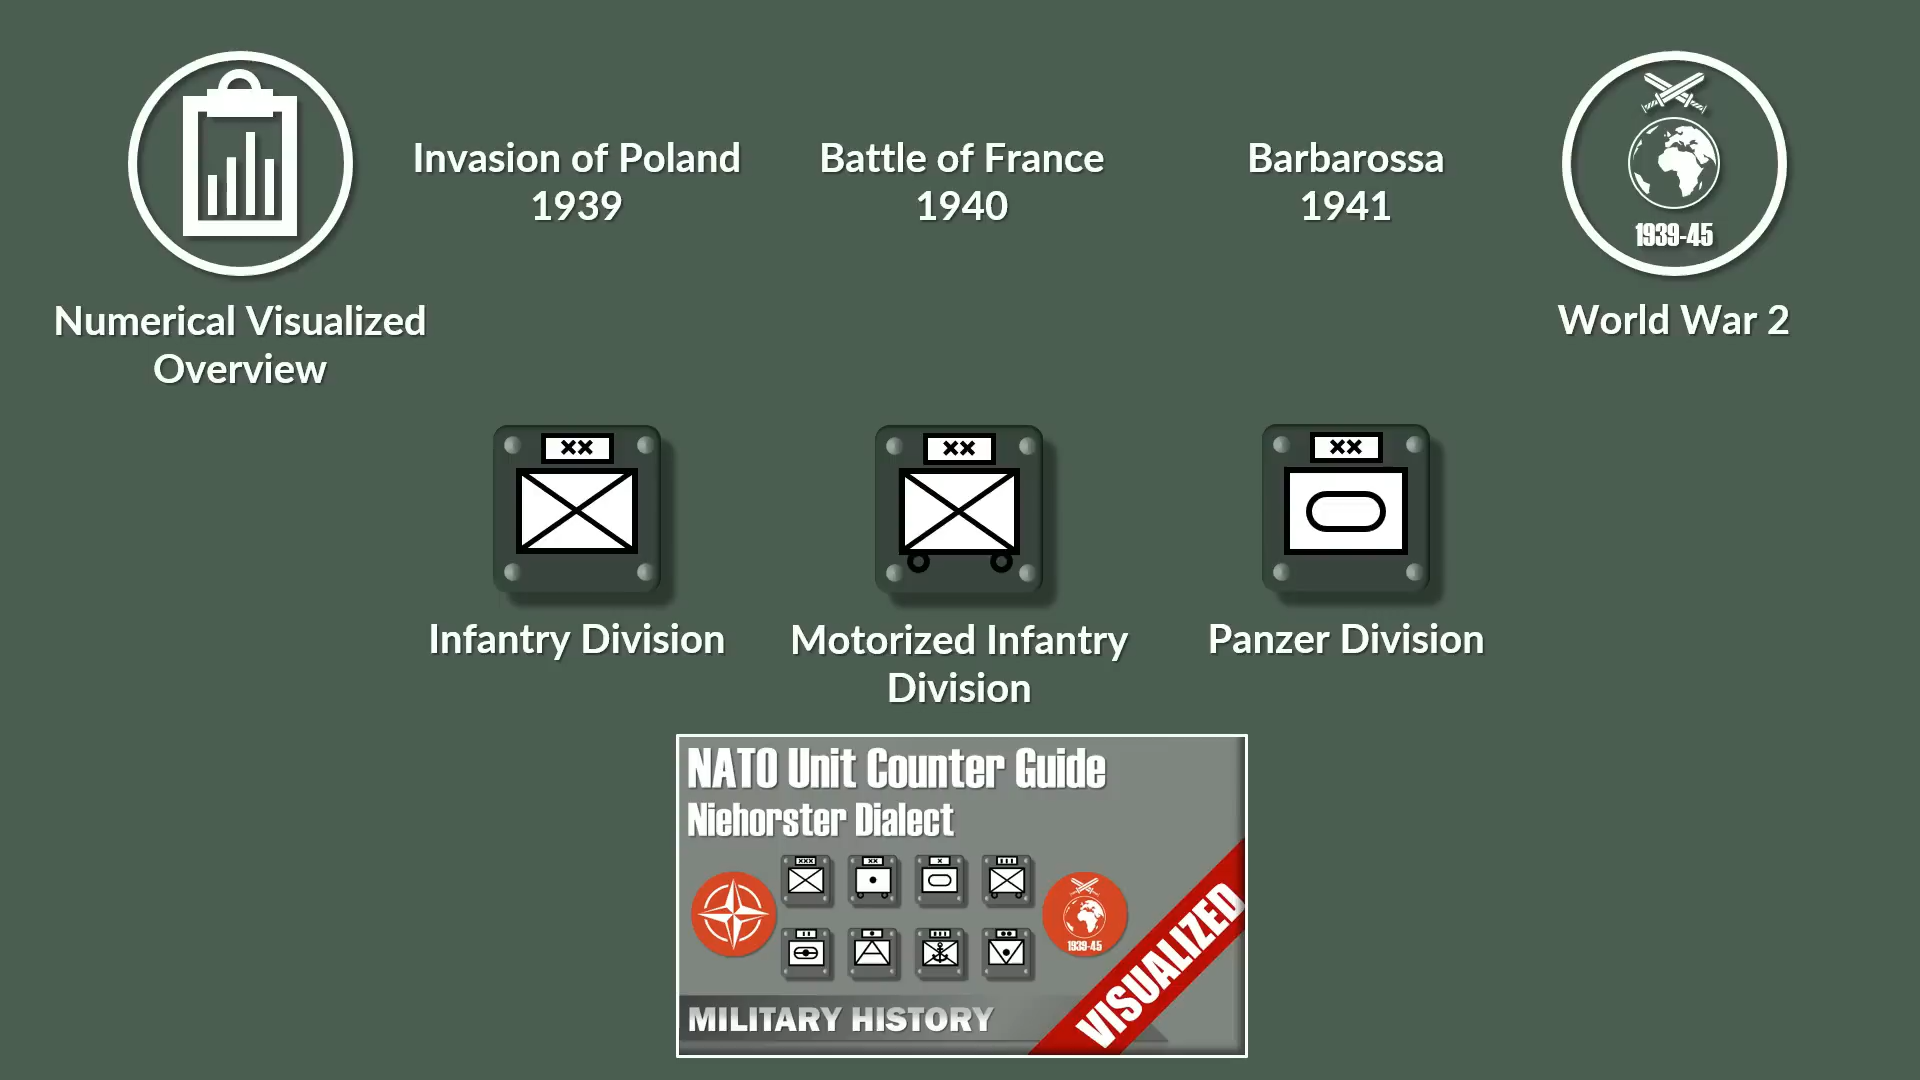 Invasion of Poland
1939
Battle of France
1940
Barbarossa
1941
1939-45
Numerical Visualized
Overview
World War 2
XX
XX
XX
Infantry Division
Motorized Infantry
Division
Panzer Division
NATO Unit Counter Guide
Niehorster Dialect
XXX
XX
X
III
II
1939-45
VISUALIZED
MILITARY HISTORY